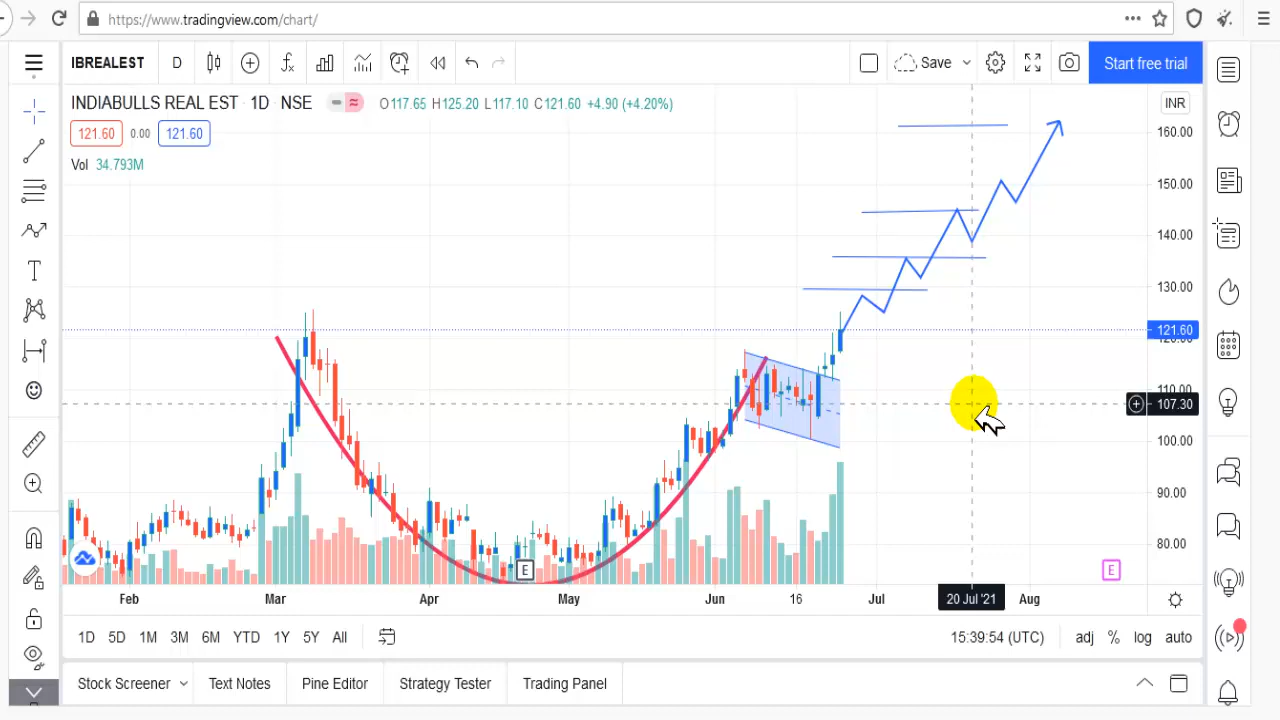 https://www.tradingview.com/chart/
IBREALEST D Save Start free trial
INDIABULLS REAL EST · 1D · NSE O117.65 H125.20 L117.10 C121.60 +4.90 (+4.20%) INR
121.60 0.00 121.60
Vol 34.793M
160.00
150.00
140.00
130.00
121.60
120.00
110.00
107.30
100.00
90.00
80.00
E E
Feb Mar Apr May Jun 16 Jul 20 Jul '21 Aug
1D 5D 1M 3M 6M YTD 1Y 5Y All 15:39:54 (UTC) adj % log auto
Stock Screener Text Notes Pine Editor Strategy Tester Trading Panel